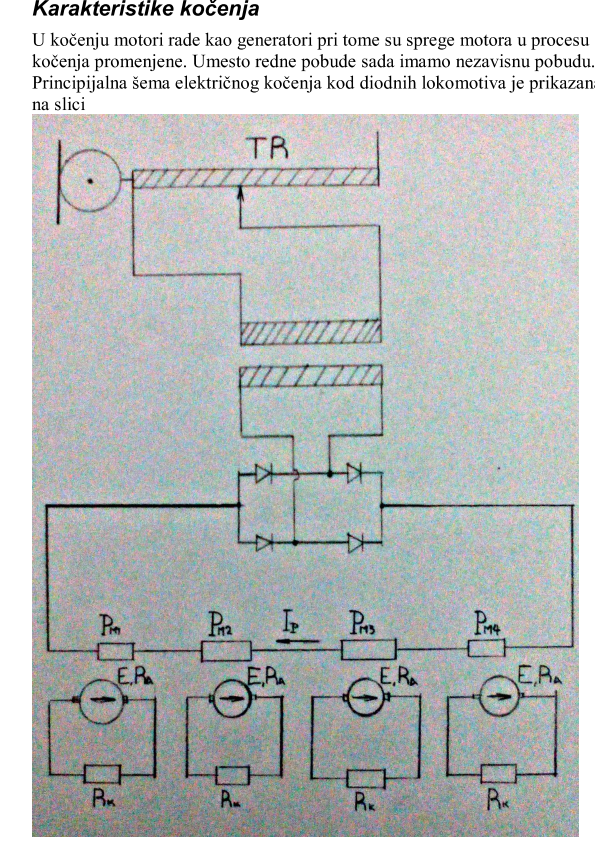 Karakteristike kočenja
U kočenju motori rade kao generatori pri tome su sprege motora u procesu
kočenja promenjene. Umesto redne pobude sada imamo nezavisnu pobudu.
Principijalna šema električnog kočenja kod diodnih lokomotiva je prikazana
na slici
TR
PM1 PM2 IP PM3 PM4
E,RA E,RA E,RA E,RA
RK RK RK RK